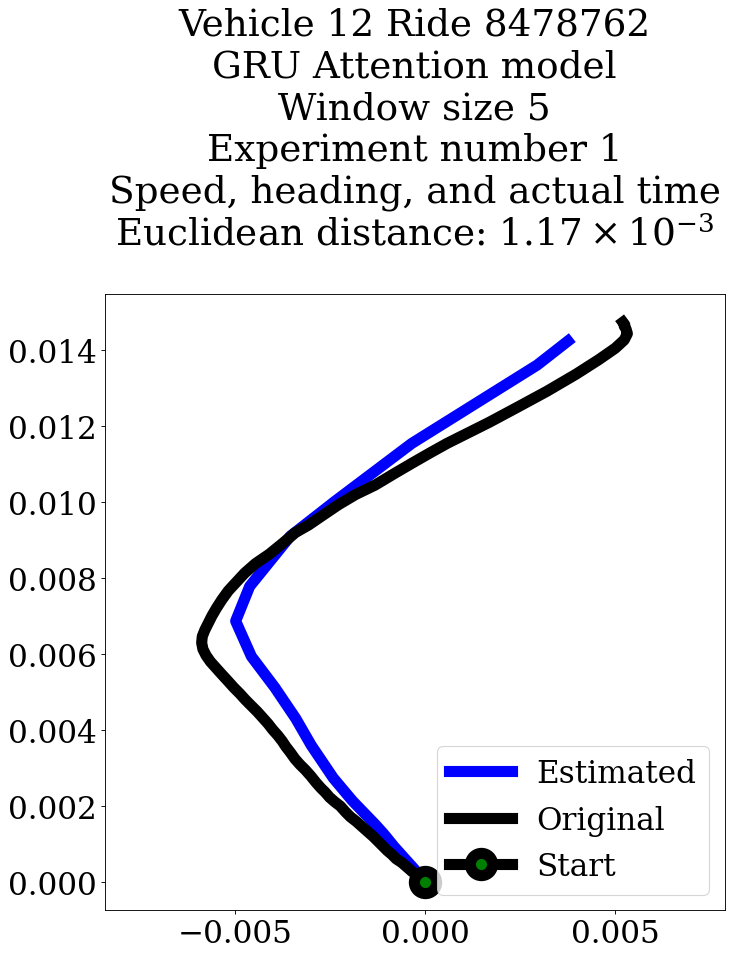 Vehicle 12 Ride 8478762
GRU Attention model
Window size 5
Experiment number 1
Speed, heading, and actual time
Euclidean distance: 1.17 × 10⁻³
0.014
0.012
0.010
0.008
0.006
0.004
0.002
0.000
Estimated
Original
Start
−0.005 0.000 0.005